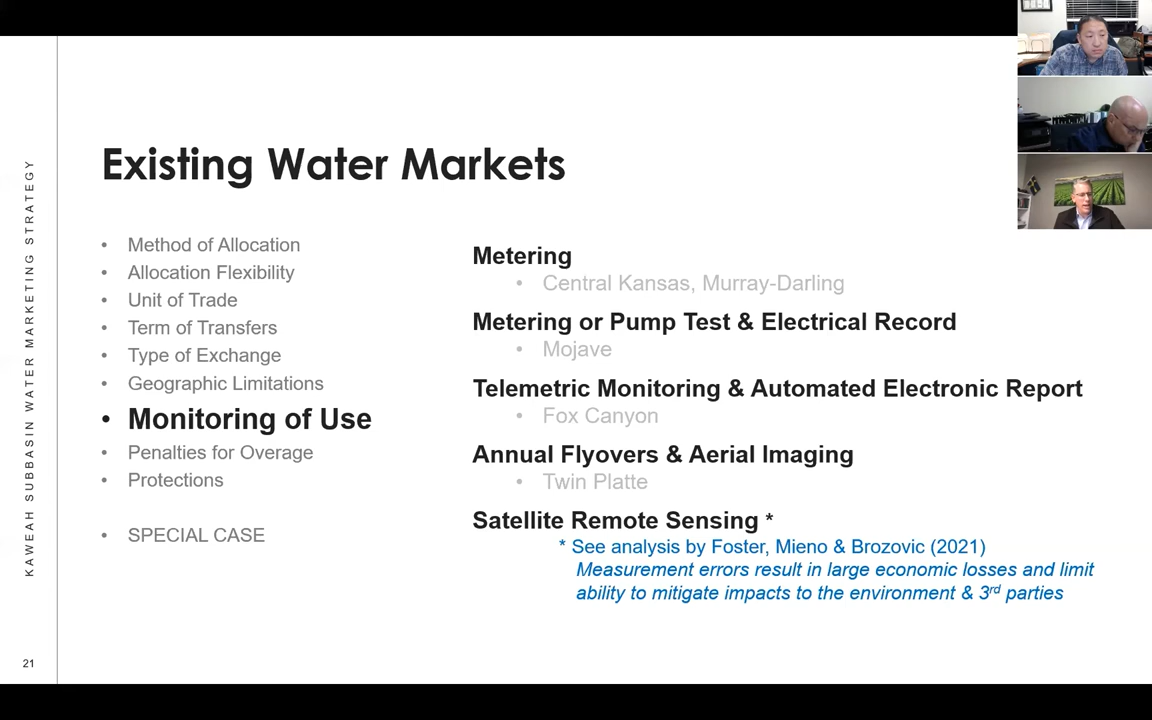 KAWEAH SUBBASIN WATER MARKETING STRATEGY
Existing Water Markets
• Method of Allocation
• Allocation Flexibility
• Unit of Trade
• Term of Transfers
• Type of Exchange
• Geographic Limitations
• Monitoring of Use
• Penalties for Overage
• Protections
• SPECIAL CASE
Metering
• Central Kansas, Murray-Darling
Metering or Pump Test & Electrical Record
• Mojave
Telemetric Monitoring & Automated Electronic Report
• Fox Canyon
Annual Flyovers & Aerial Imaging
• Twin Platte
Satellite Remote Sensing *
* See analysis by Foster, Mieno & Brozovic (2021)
Measurement errors result in large economic losses and limit
ability to mitigate impacts to the environment & 3rd parties
21